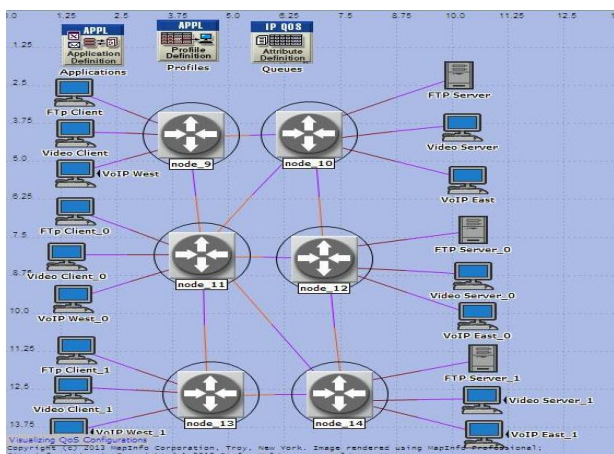 0.0 1.25 2.5 3.75 5.0 6.25 7.5 8.75 10.0 11.25 12.5 13.
APPL
Application
Definition
Applications
APPL
Profile
Definition
Profiles
IP QOS
Attribute
Definition
Queues
1.25
2.5
3.75
5.0
6.25
7.5
8.75
10.0
11.25
12.5
13.75
FTp Client
Video Client
VoIP West
node_9
node_10
FTP Server
Video Server
VoIP East
FTp Client_0
Video Client_0
VoIP West_0
node_11
node_12
FTP Server_0
Video Server_0
VoIP East_0
FTp Client_1
Video Client_1
VoIP West_1
node_13
node_14
FTP Server_1
Video Server_1
VoIP East_1
Visualizing QoS Configurations
Copyright (c) 2013 MapInfo Corporation, Troy, New York. Image rendered using MapInfo Professional;